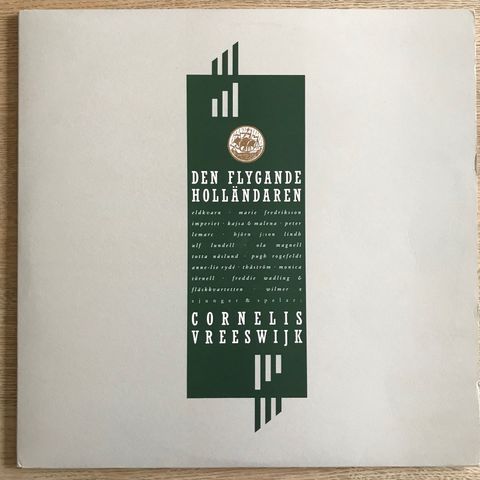 DEN FLYGANDE
HOLLÄNDAREN
eldkvarn · marie fredriksson
imperiet · kajsa & malena · peter
lemarc · björn j:son lindh
ulf lundell · ola magnell
totta näslund · pugh rogefeldt
anne-lie rydé · thåström · monica
törnell · freddie wadling &
fläskkvartetten · wilmer x
sjunger & spelar:
CORNELIS
VREESWIJK